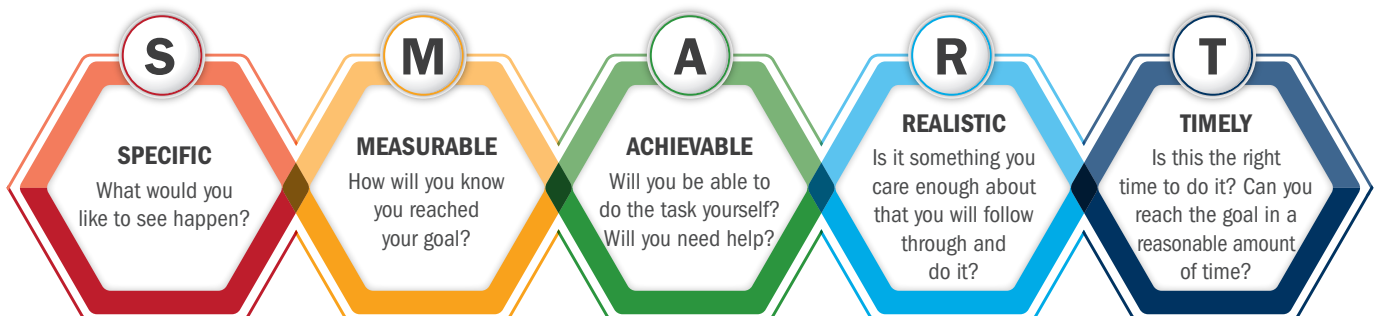 S
SPECIFIC
What would you
like to see happen?
M
MEASURABLE
How will you know
you reached
your goal?
A
ACHIEVABLE
Will you be able to
do the task yourself?
Will you need help?
R
REALISTIC
Is it something you
care enough about
that you will follow
through and
do it?
T
TIMELY
Is this the right
time to do it? Can you
reach the goal in a
reasonable amount
of time?